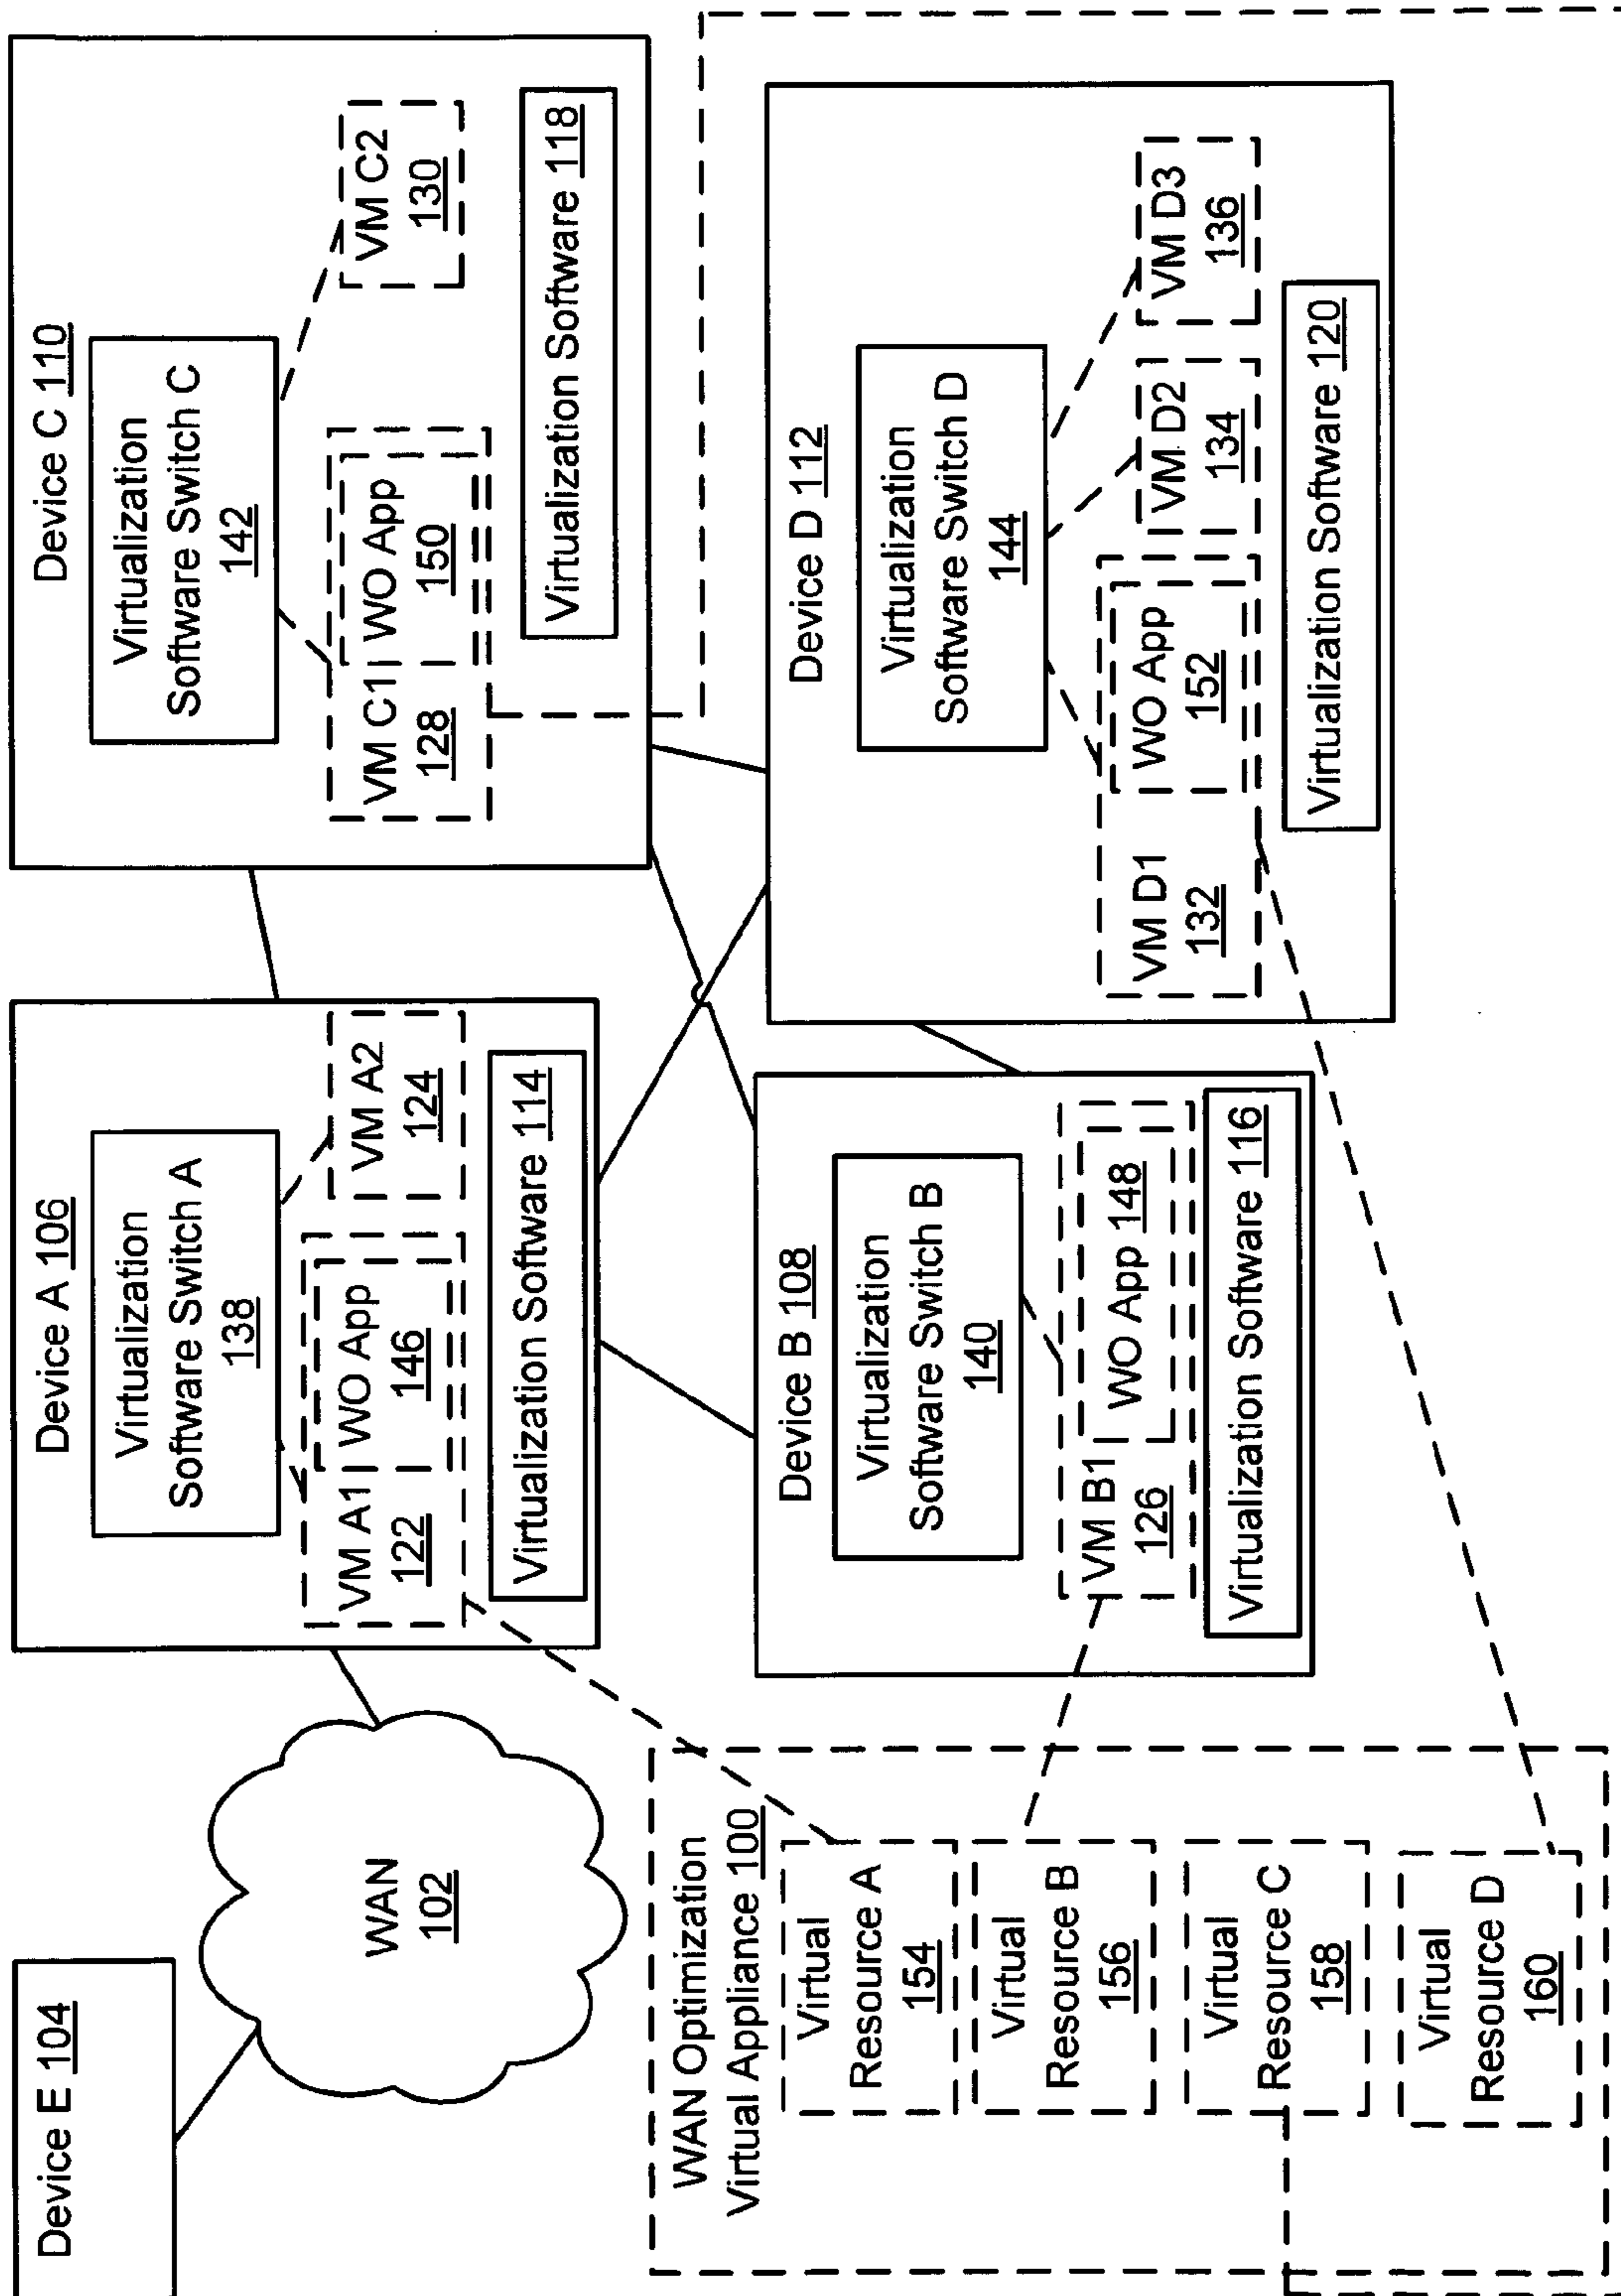 Device E 104
WAN
102
WAN Optimization
Virtual Appliance 100
Virtual
Resource A
154
Virtual
Resource B
156
Virtual
Resource C
158
Virtual
Resource D
160
Device A 106
Virtualization
Software Switch A
138
VM A1
122
WO App
146
VM A2
124
Virtualization Software 114
Device B 108
Virtualization
Software Switch B
140
VM B1
126
WO App 148
Virtualization Software 116
Device C 110
Virtualization
Software Switch C
142
VM C1
128
WO App
150
VM C2
130
Virtualization Software 118
Device D 112
Virtualization
Software Switch D
144
VM D1
132
WO App
152
VM D2
134
VM D3
136
Virtualization Software 120